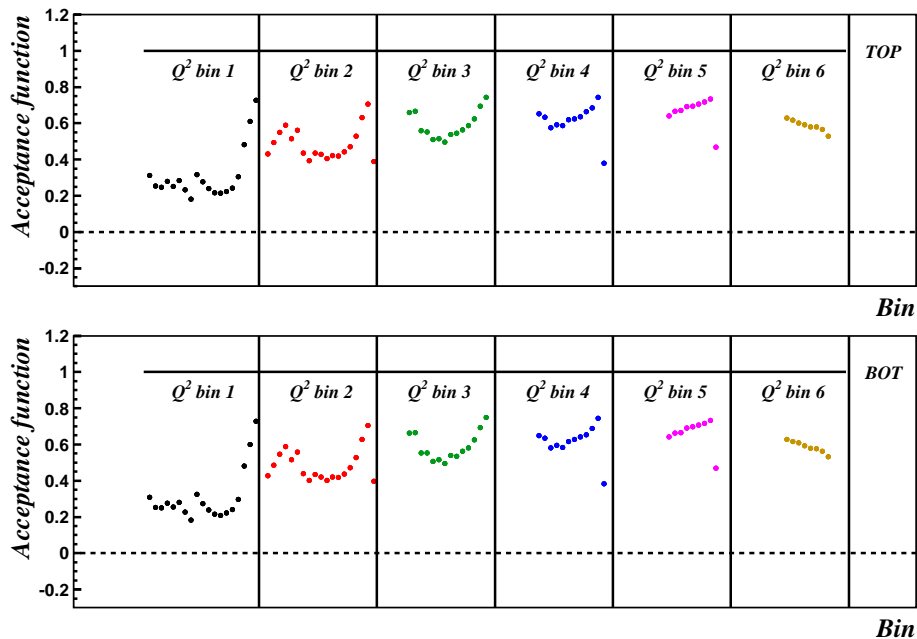 Acceptance function
1.2
1
0.8
0.6
0.4
0.2
0
-0.2
Q² bin 1
Q² bin 2
Q² bin 3
Q² bin 4
Q² bin 5
Q² bin 6
TOP
Bin
Acceptance function
1.2
1
0.8
0.6
0.4
0.2
0
-0.2
Q² bin 1
Q² bin 2
Q² bin 3
Q² bin 4
Q² bin 5
Q² bin 6
BOT
Bin